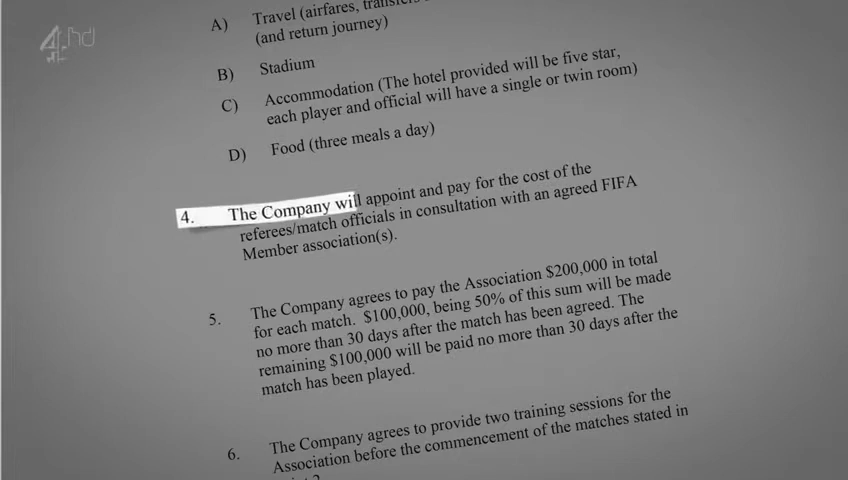 4hd
A) Travel (airfares, transfers
(and return journey)
B) Stadium
C) Accommodation (The hotel provided will be five star,
each player and official will have a single or twin room)
D) Food (three meals a day)
4. The Company will appoint and pay for the cost of the
referees/match officials in consultation with an agreed FIFA
Member association(s).
5. The Company agrees to pay the Association $200,000 in total
for each match. $100,000, being 50% of this sum will be made
no more than 30 days after the match has been agreed. The
remaining $100,000 will be paid no more than 30 days after the
match has been played.
6. The Company agrees to provide two training sessions for the
Association before the commencement of the matches stated in